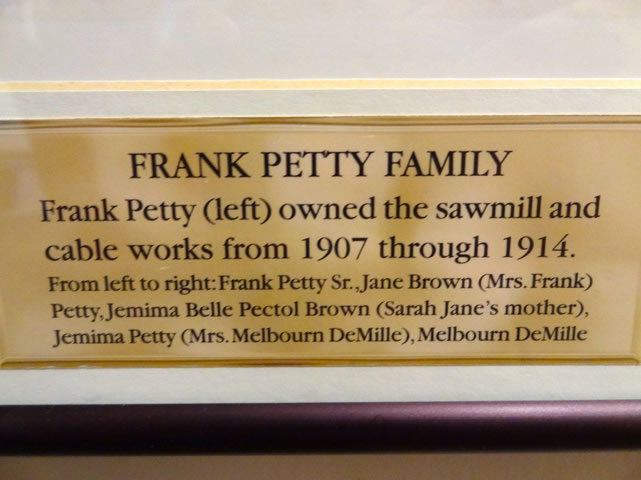 FRANK PETTY FAMILY
Frank Petty (left) owned the sawmill and
cable works from 1907 through 1914.
From left to right: Frank Petty Sr., Jane Brown (Mrs. Frank)
Petty, Jemima Belle Pectol Brown (Sarah Jane's mother),
Jemima Petty (Mrs. Melbourn DeMille), Melbourn DeMille